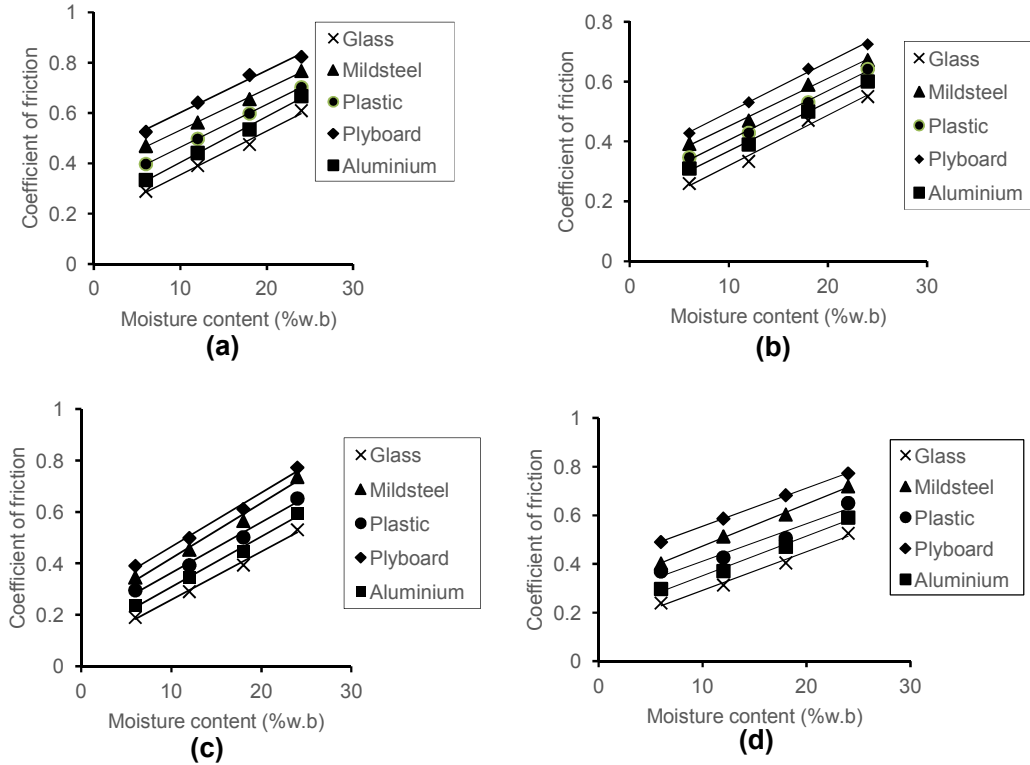 1
0.8
0.6
0.4
0.2
0
0
10
20
30
Coefficient of friction
Moisture content (%w.b)
Glass
Mildsteel
Plastic
Plyboard
Aluminium
(a)
0.8
0.6
0.4
0.2
0.0
0
10
20
30
Coefficient of friction
Moisture content (%w.b)
Glass
Mildsteel
Plastic
Plyboard
Aluminium
(b)
1
0.8
0.6
0.4
0.2
0
0
10
20
30
Coefficient of friction
Moisture content (%w.b)
Glass
Mildsteel
Plastic
Plyboard
Aluminium
(c)
1
0.8
0.6
0.4
0.2
0
0
10
20
30
Coefficient of friction
Moisture content (%w.b)
Glass
Mildsteel
Plastic
Plyboard
Aluminium
(d)